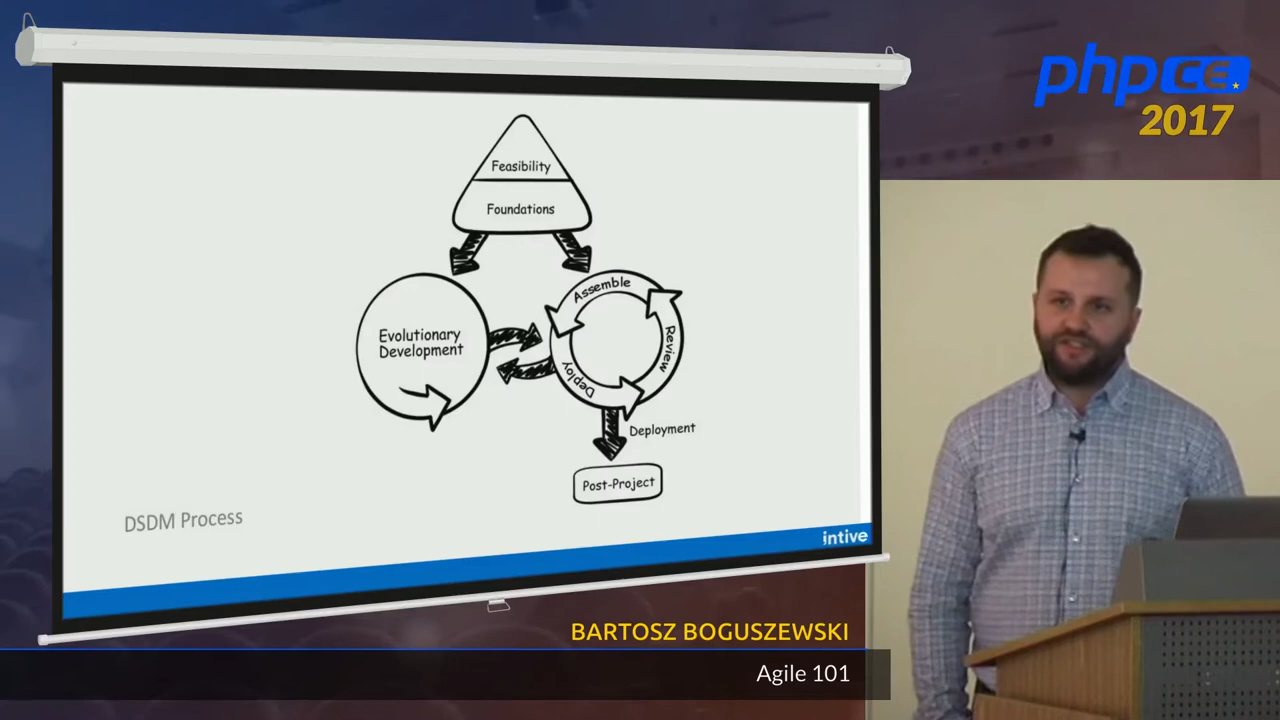 phpCE
2017
Feasibility
Foundations
Assemble
Review
Deploy
Evolutionary
Development
Deployment
Post-Project
DSDM Process
intive
BARTOSZ BOGUSZEWSKI
Agile 101